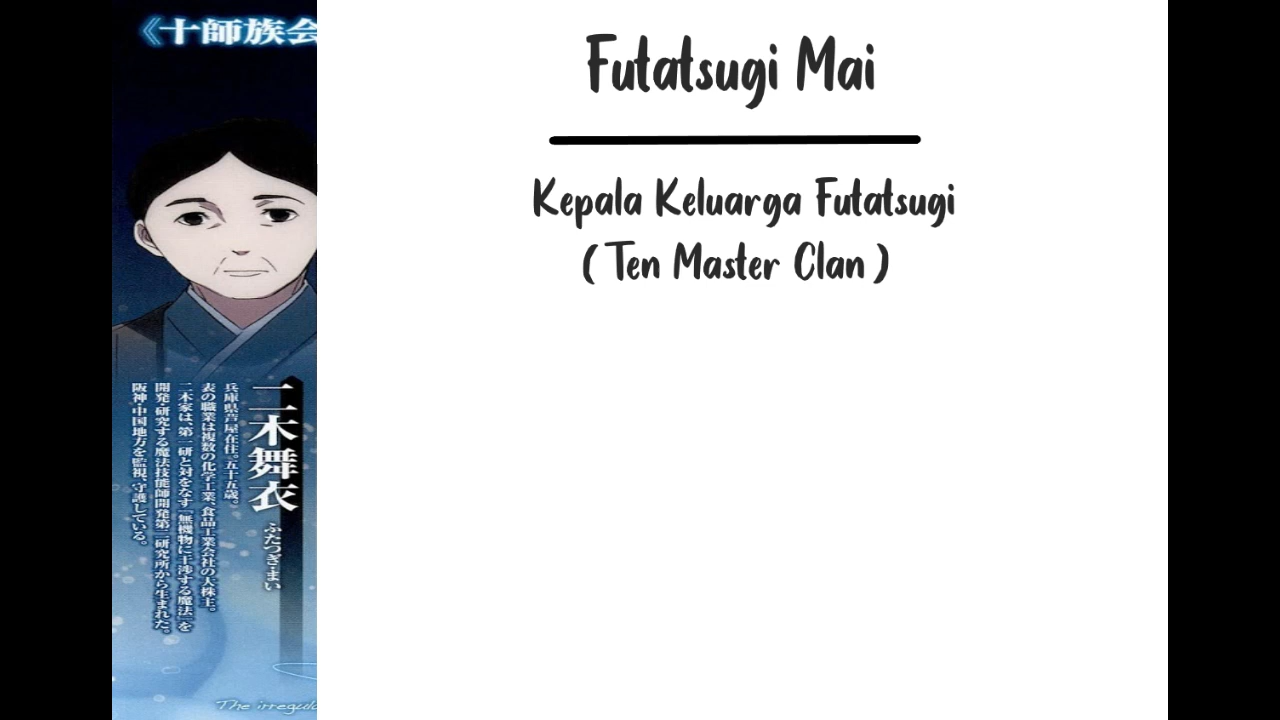 《十師族会
二木舞衣
ふたつぎ・まい
兵庫県芦屋在住。五十五歳。
表の職業は複数の化学工業、食品工業会社の大株主。
二木家は、第一研と対をなす『無機物に干渉する魔法』を
開発・研究する魔法技能師開発第二研究所から生まれた。
阪神・中国地方を監視、守護している。
The irregula
Futatsugi Mai
Kepala Keluarga Futatsugi
( Ten Master Clan )